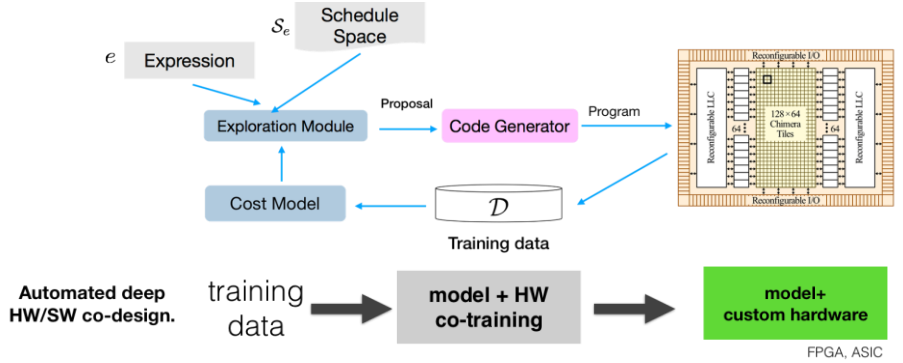 Schedule
Space
𝒮e
e
Expression
Exploration Module
Proposal
Code Generator
Program
Reconfigurable I/O
Reconfigurable LLC
64
128×64
Chimera
Tiles
64
Reconfigurable LLC
Reconfigurable I/O
Cost Model
𝒟
Training data
Automated deep
HW/SW co-design.
training
data
model + HW
co-training
model+
custom hardware
FPGA, ASIC